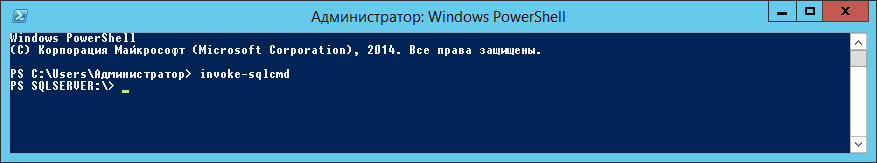 Администратор: Windows PowerShell
Windows PowerShell
(C) Корпорация Майкрософт (Microsoft Corporation), 2014. Все права защищены.
PS C:\Users\Администратор> invoke-sqlcmd
PS SQLSERVER:\> _